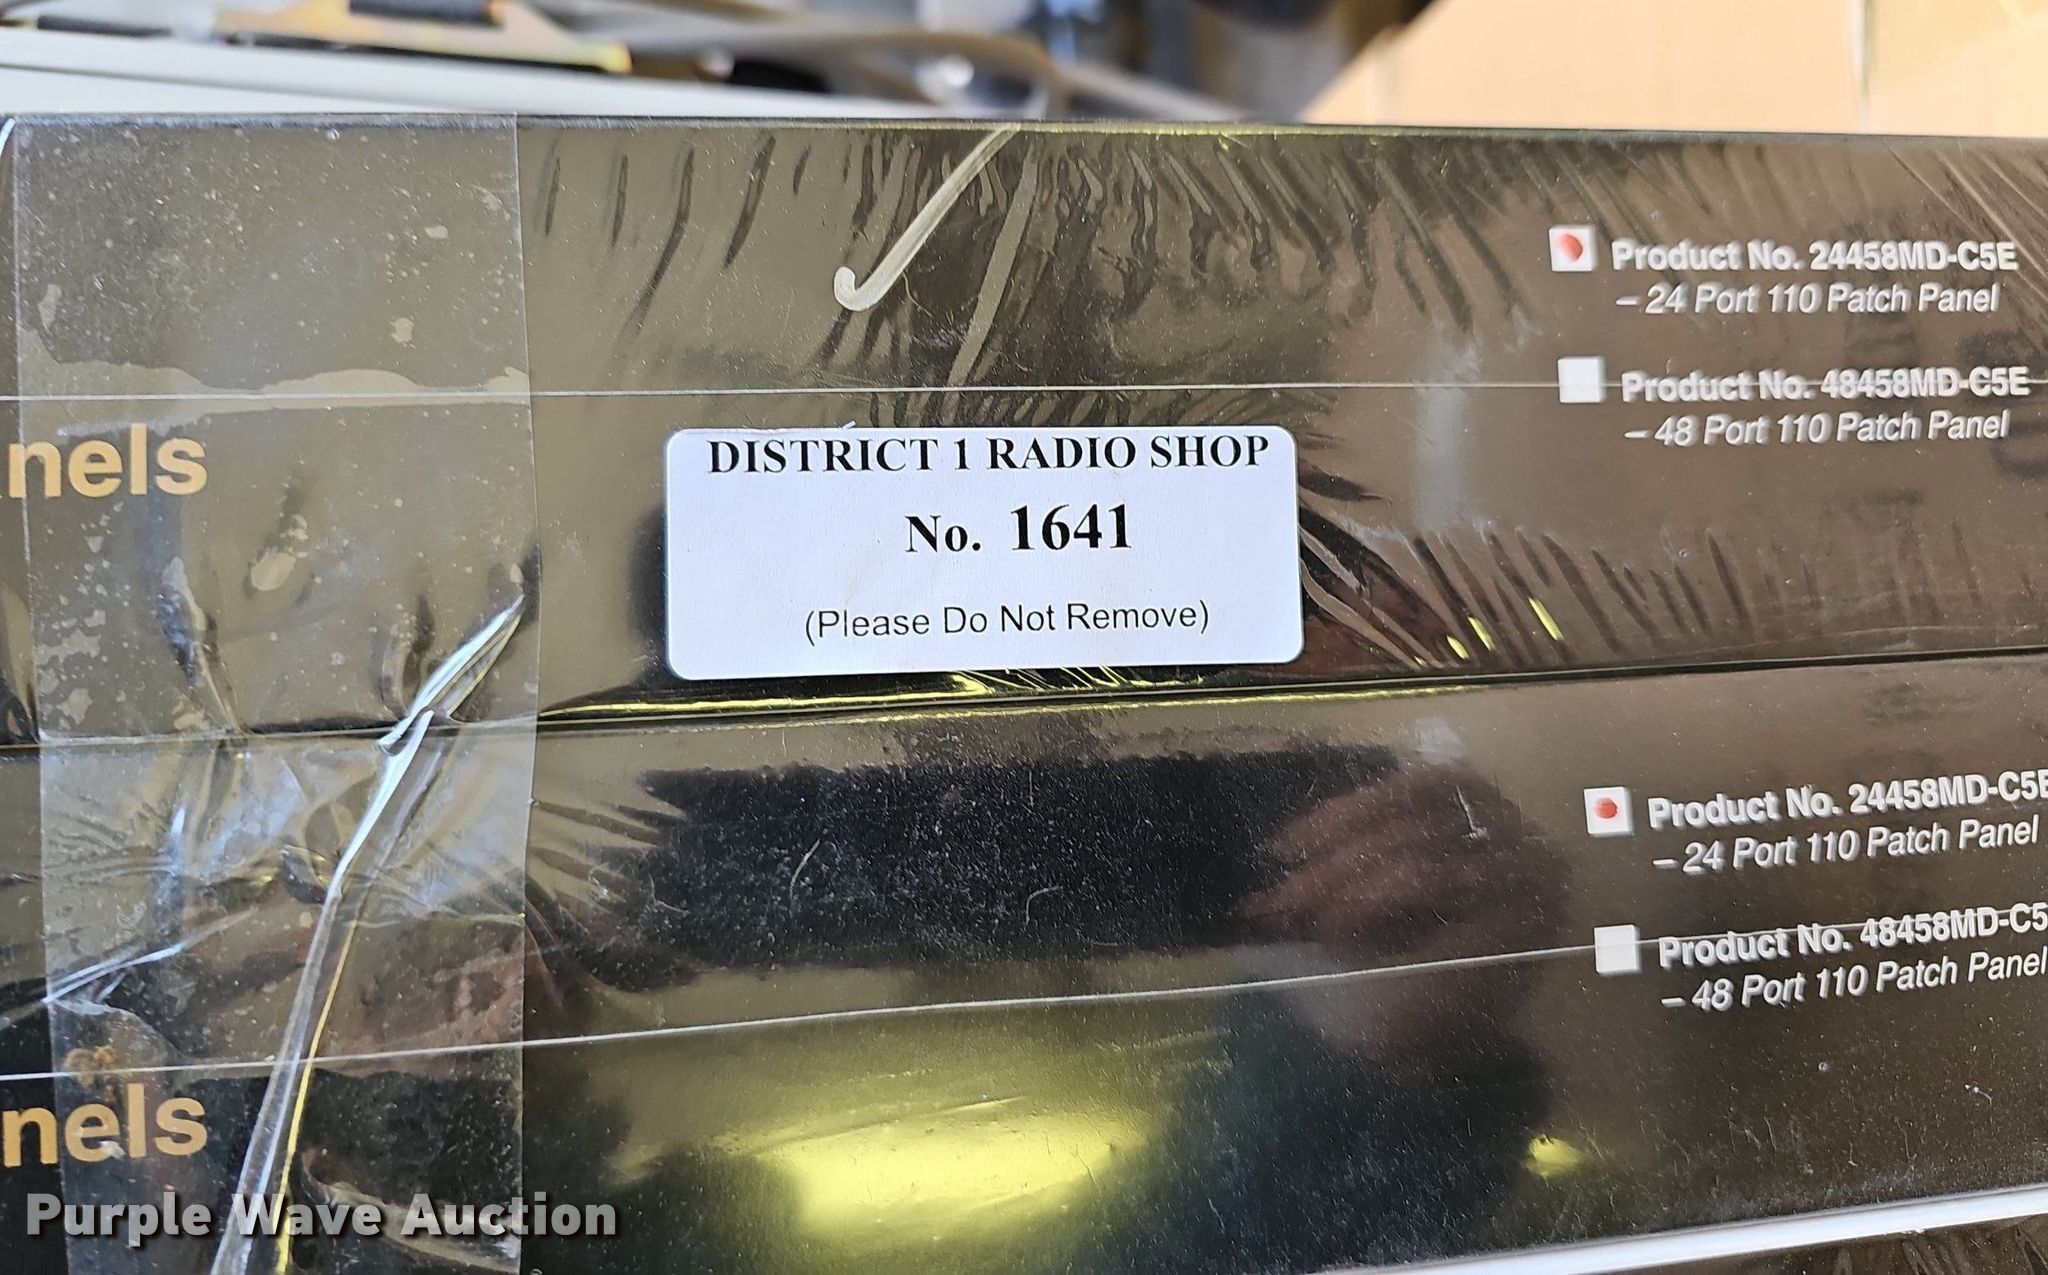 Product No. 24458MD-C5E
– 24 Port 110 Patch Panel
Product No. 48458MD-C5E
– 48 Port 110 Patch Panel
nels
DISTRICT 1 RADIO SHOP
No. 1641
(Please Do Not Remove)
Product No. 24458MD-C5E
– 24 Port 110 Patch Panel
Product No. 48458MD-C5
– 48 Port 110 Patch Panel
nels
Purple Wave Auction